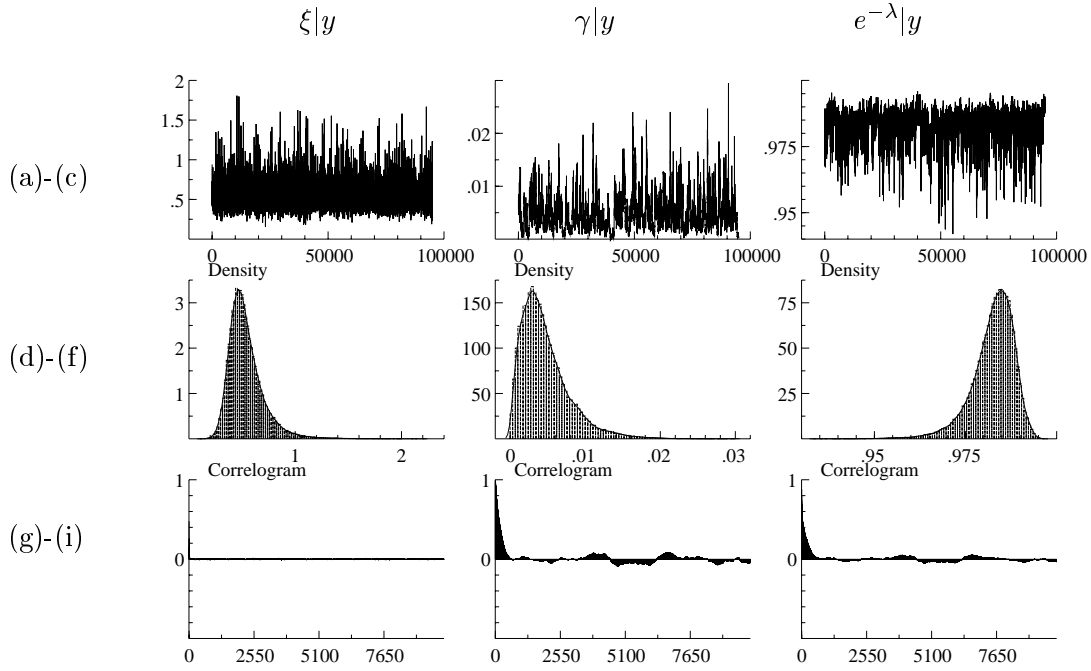 ξ|y γ|y e^{−λ}|y
(a)-(c)
2
1.5
1
.5
0 50000 100000
.02
.01
0 50000 100000
.975
.95
0 50000 100000
(d)-(f)
Density
3
2
1
1 2
Density
150
100
50
0 .01 .02 .03
Density
75
50
25
.95 .975
(g)-(i)
Correlogram
1
0
0 2550 5100 7650
Correlogram
1
0
0 2550 5100 7650
Correlogram
1
0
0 2550 5100 7650